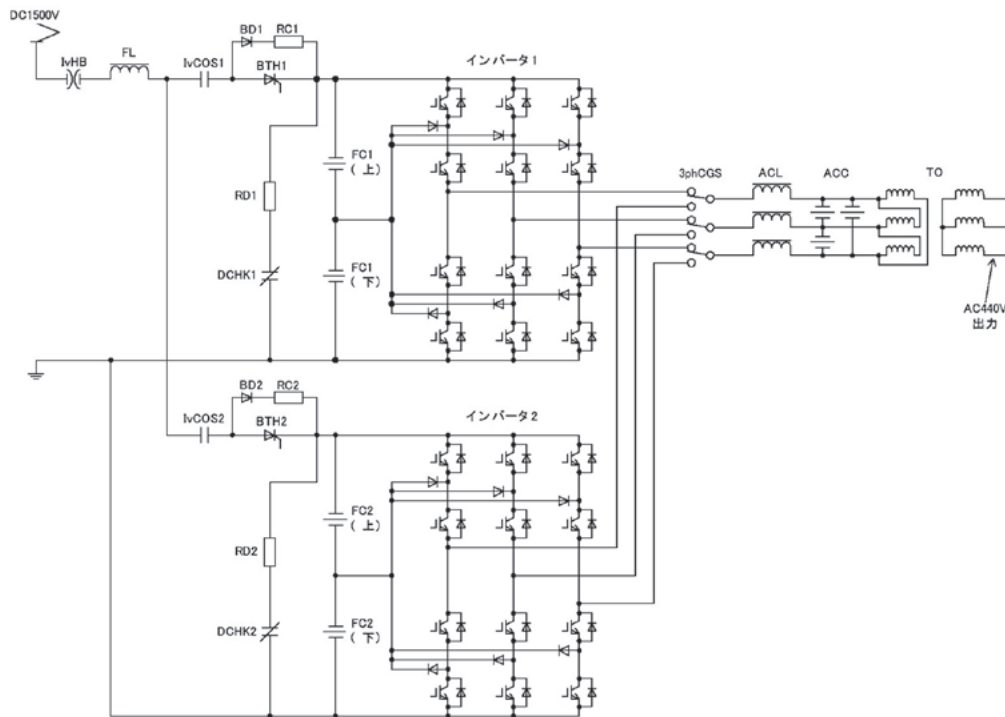 DC1500V
IvHB
FL
IvCOS1
BD1
RC1
BTH1
インバータ1
RD1
DCHK1
FC1
(上)
FC1
(下)
3phCGS
ACL
ACC
TO
AC440V
出力
IvCOS2
BD2
RC2
BTH2
インバータ2
RD2
DCHK2
FC2
(上)
FC2
(下)